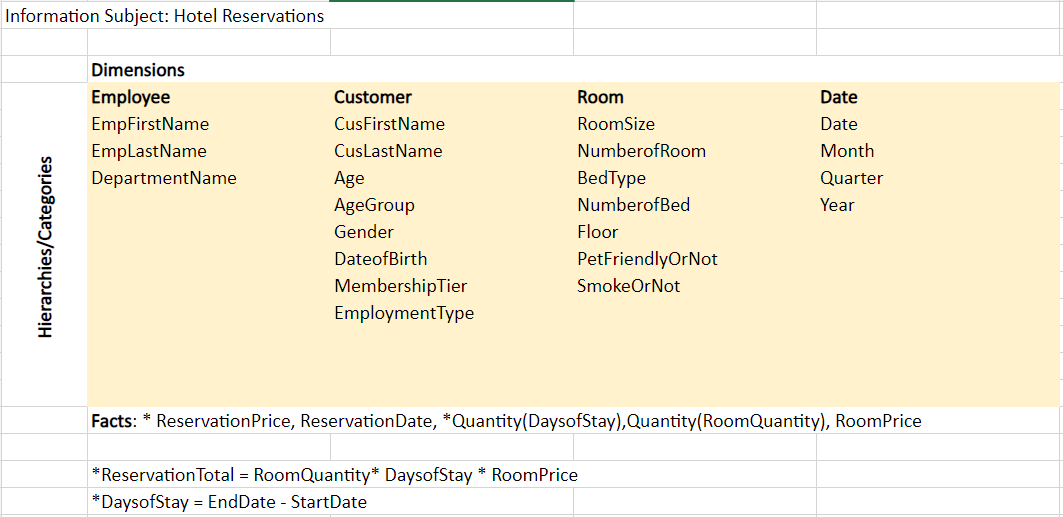 Information Subject: Hotel Reservations
Dimensions
Hierarchies/Categories
Employee Customer Room Date
EmpFirstName CusFirstName RoomSize Date
EmpLastName CusLastName NumberofRoom Month
DepartmentName Age BedType Quarter
AgeGroup NumberofBed Year
Gender Floor
DateofBirth PetFriendlyOrNot
MembershipTier SmokeOrNot
EmploymentType
Facts: * ReservationPrice, ReservationDate, *Quantity(DaysofStay),Quantity(RoomQuantity), RoomPrice
*ReservationTotal = RoomQuantity* DaysofStay * RoomPrice
*DaysofStay = EndDate - StartDate